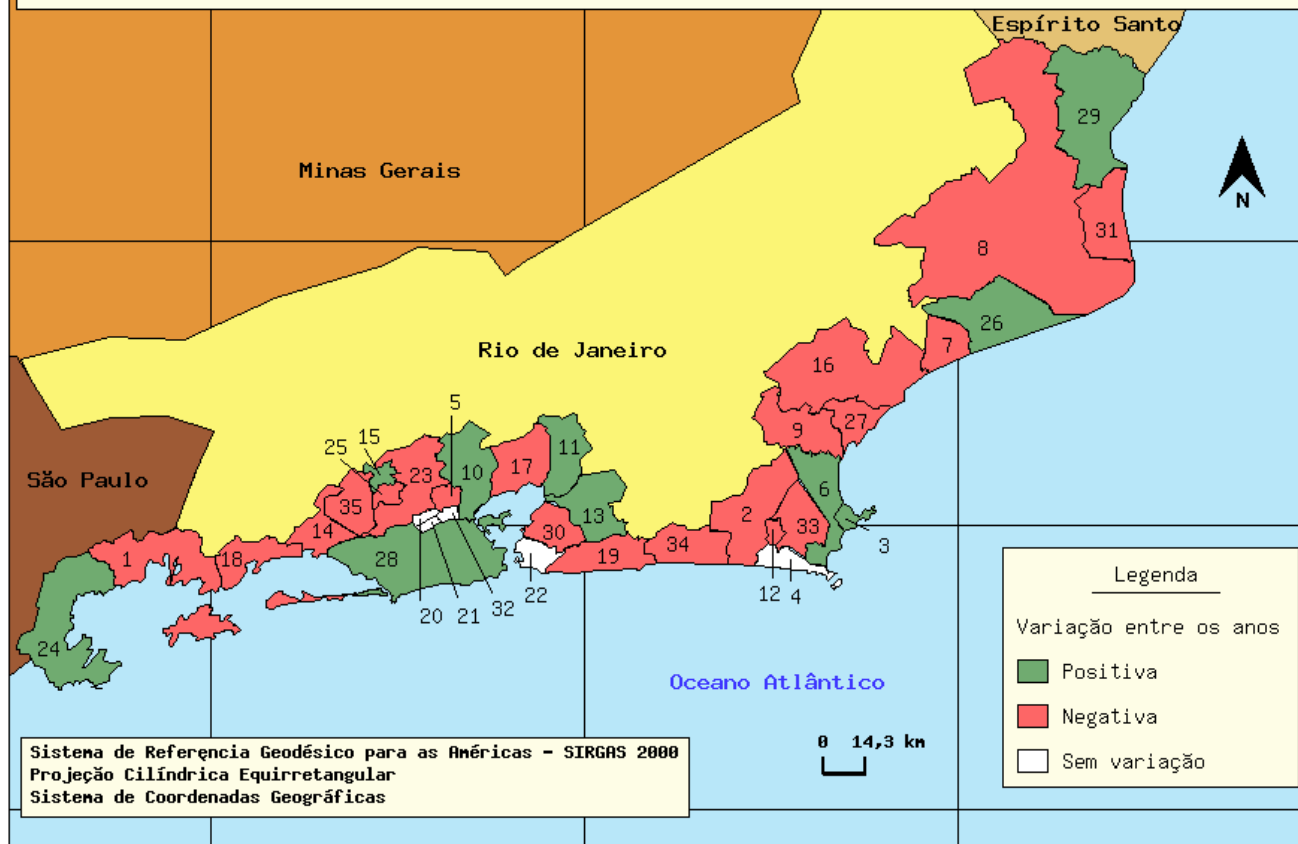 Espírito Santo
29
Minas Gerais
N
31
8
26
Rio de Janeiro
7
16
5
27
9
15
11
25
São Paulo
23
10
17
6
35
13
2
33
14
30
3
1
18
28
19
34
20
21
32
22
12
4
24
Oceano Atlântico
0 14,3 km
Sistema de Referençia Geodésico para as Américas - SIRGAS 2000
Projeção Cilíndrica Equirretangular
Sistema de Coordenadas Geográficas
Legenda
Variação entre os anos
Positiva
Negativa
Sem variação